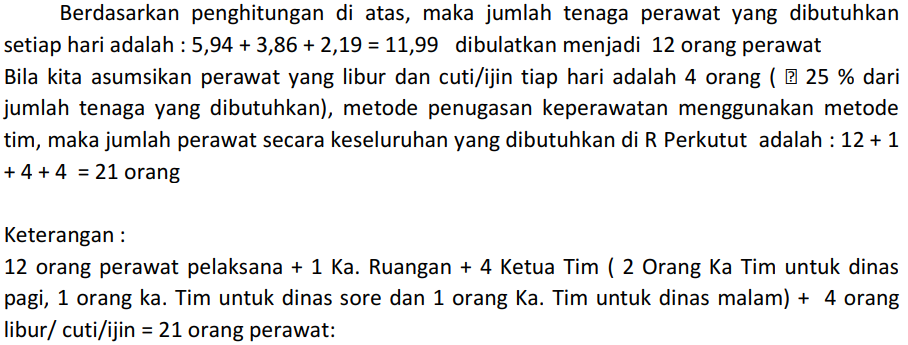 Berdasarkan penghitungan di atas, maka jumlah tenaga perawat yang dibutuhkan
setiap hari adalah : 5,94 + 3,86 + 2,19 = 11,99 dibulatkan menjadi 12 orang perawat
Bila kita asumsikan perawat yang libur dan cuti/ijin tiap hari adalah 4 orang ( ⍰ 25 % dari
jumlah tenaga yang dibutuhkan), metode penugasan keperawatan menggunakan metode
tim, maka jumlah perawat secara keseluruhan yang dibutuhkan di R Perkutut adalah : 12 + 1
+ 4 + 4 = 21 orang
Keterangan :
12 orang perawat pelaksana + 1 Ka. Ruangan + 4 Ketua Tim ( 2 Orang Ka Tim untuk dinas
pagi, 1 orang ka. Tim untuk dinas sore dan 1 orang Ka. Tim untuk dinas malam) + 4 orang
libur/ cuti/ijin = 21 orang perawat: